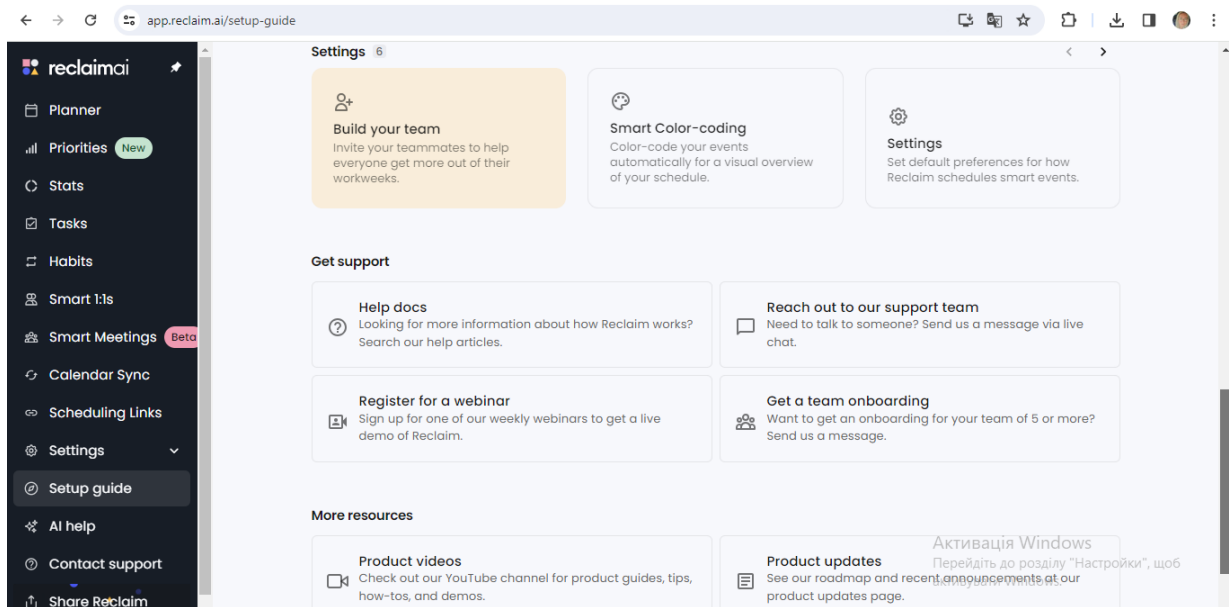 app.reclaim.ai/setup-guide
reclaimai
Planner
Priorities New
Stats
Tasks
Habits
Smart 1:1s
Smart Meetings Beta
Calendar Sync
Scheduling Links
Settings
Setup guide
AI help
Contact support
Share Reclaim
Settings 6
Build your team
Invite your teammates to help
everyone get more out of their
workweeks.
Smart Color-coding
Color-code your events
automatically for a visual overview
of your schedule.
Settings
Set default preferences for how
Reclaim schedules smart events.
Get support
Help docs
Looking for more information about how Reclaim works?
Search our help articles.
Reach out to our support team
Need to talk to someone? Send us a message via live
chat.
Register for a webinar
Sign up for one of our weekly webinars to get a live
demo of Reclaim.
Get a team onboarding
Want to get an onboarding for your team of 5 or more?
Send us a message.
More resources
Product videos
Check out our YouTube channel for product guides, tips,
how-tos, and demos.
Product updates
See our roadmap and recent announcements at our
product updates page.
Активація Windows
Перейдіть до розділу "Настройки", щоб
активувати Windows.